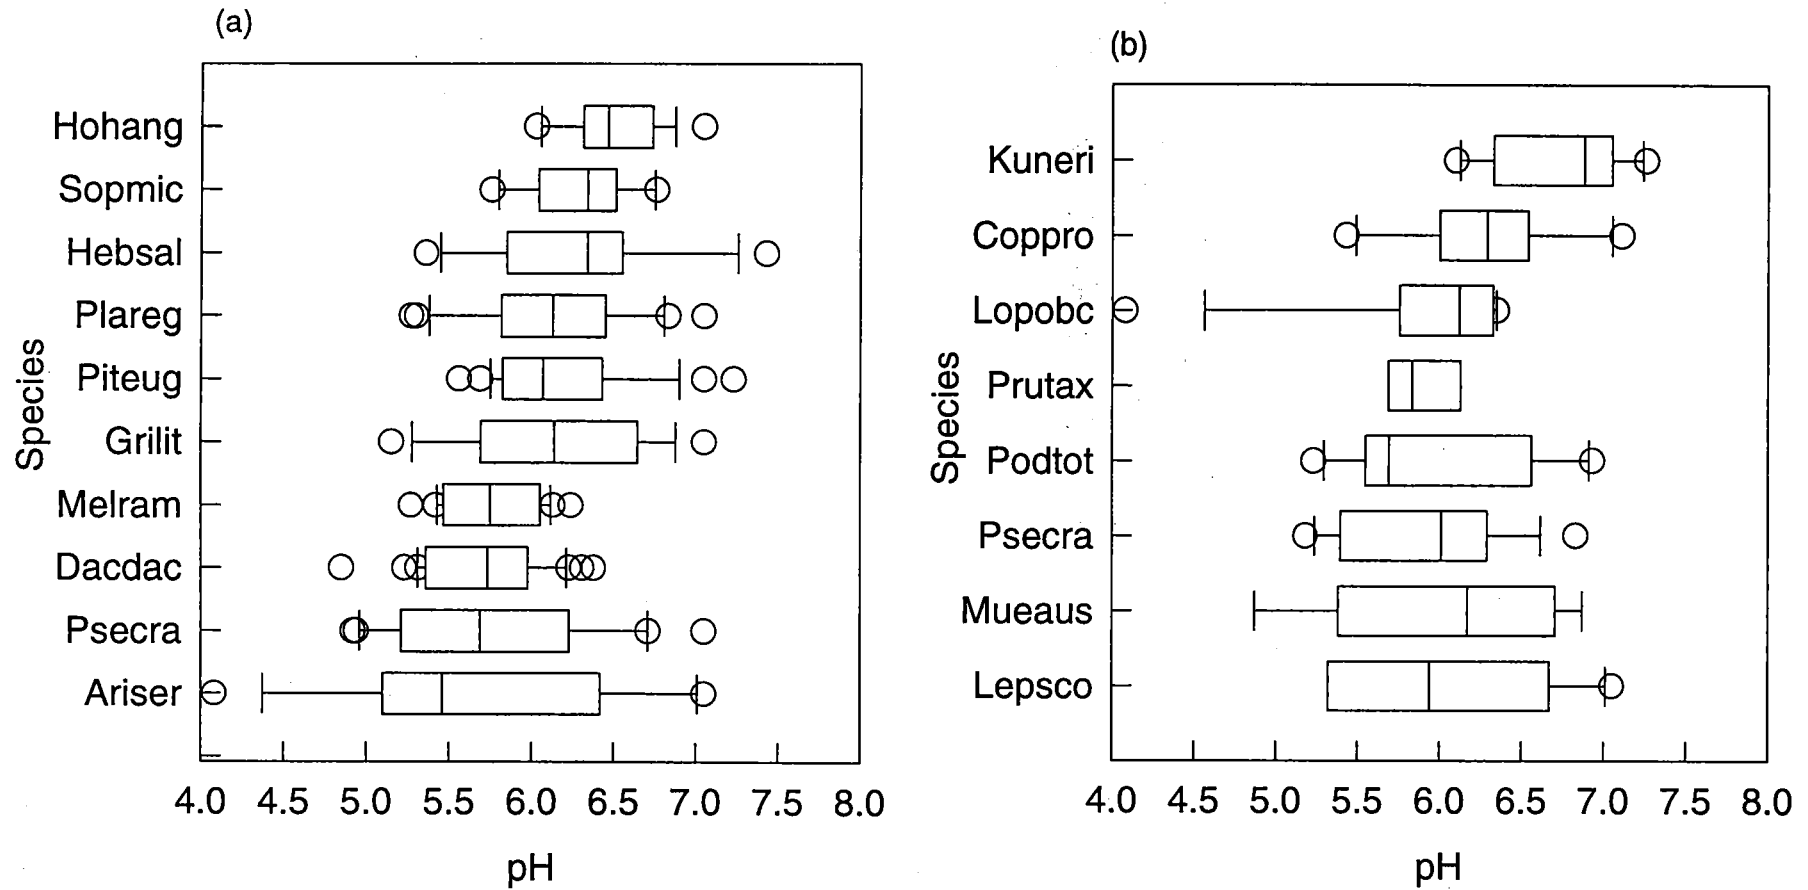 (a)
Hohang
Sopmic
Hebsal
Plareg
Piteug
Grilit
Melram
Dacdac
Psecra
Ariser
Species
4.0 4.5 5.0 5.5 6.0 6.5 7.0 7.5 8.0
pH
(b)
Kuneri
Coppro
Lopobc
Prutax
Podtot
Psecra
Mueaus
Lepsco
Species
4.0 4.5 5.0 5.5 6.0 6.5 7.0 7.5 8.0
pH